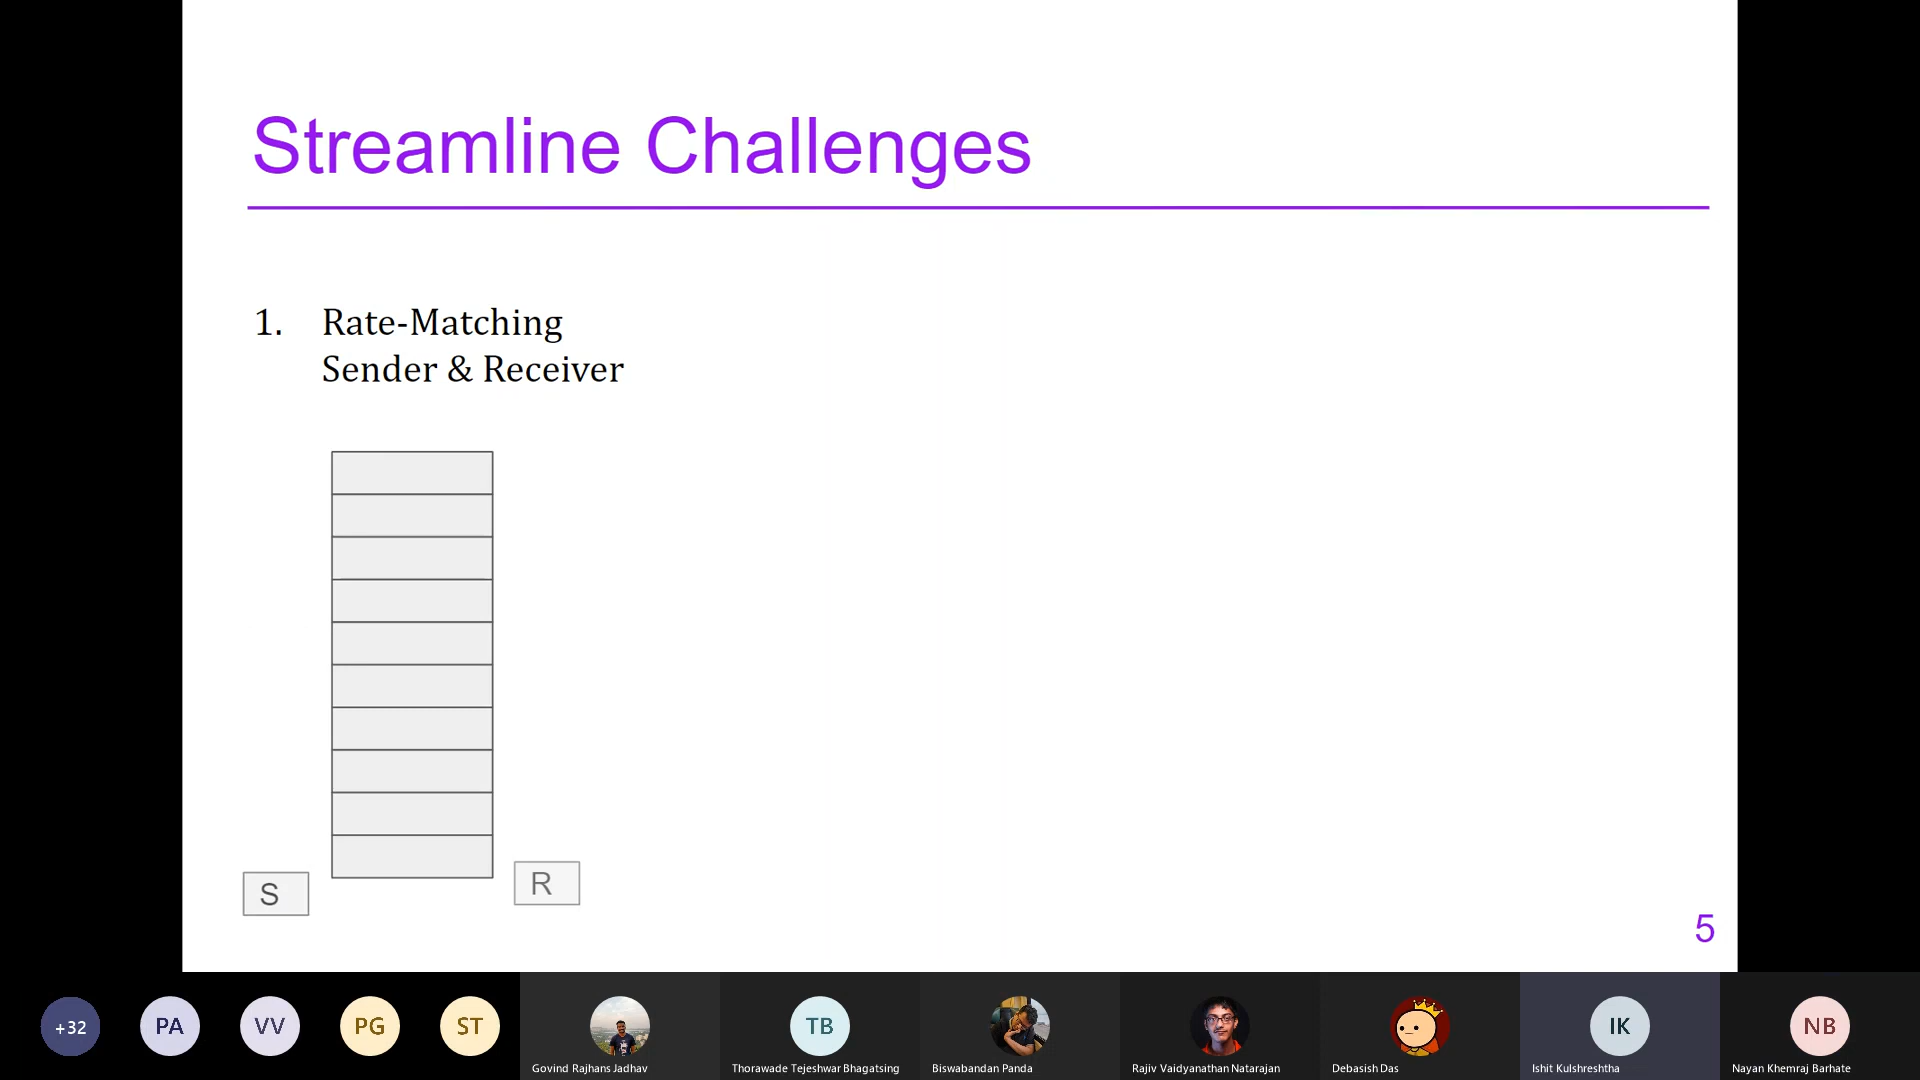 Streamline Challenges
1. Rate-Matching
Sender & Receiver
S
R
5
+32
PA
VV
PG
ST
TB
IK
NB
Govind Rajhans Jadhav
Thorawade Tejeshwar Bhagatsing
Biswabandan Panda
Rajiv Vaidyanathan Natarajan
Debasish Das
Ishit Kulshreshtha
Nayan Khemraj Barhate